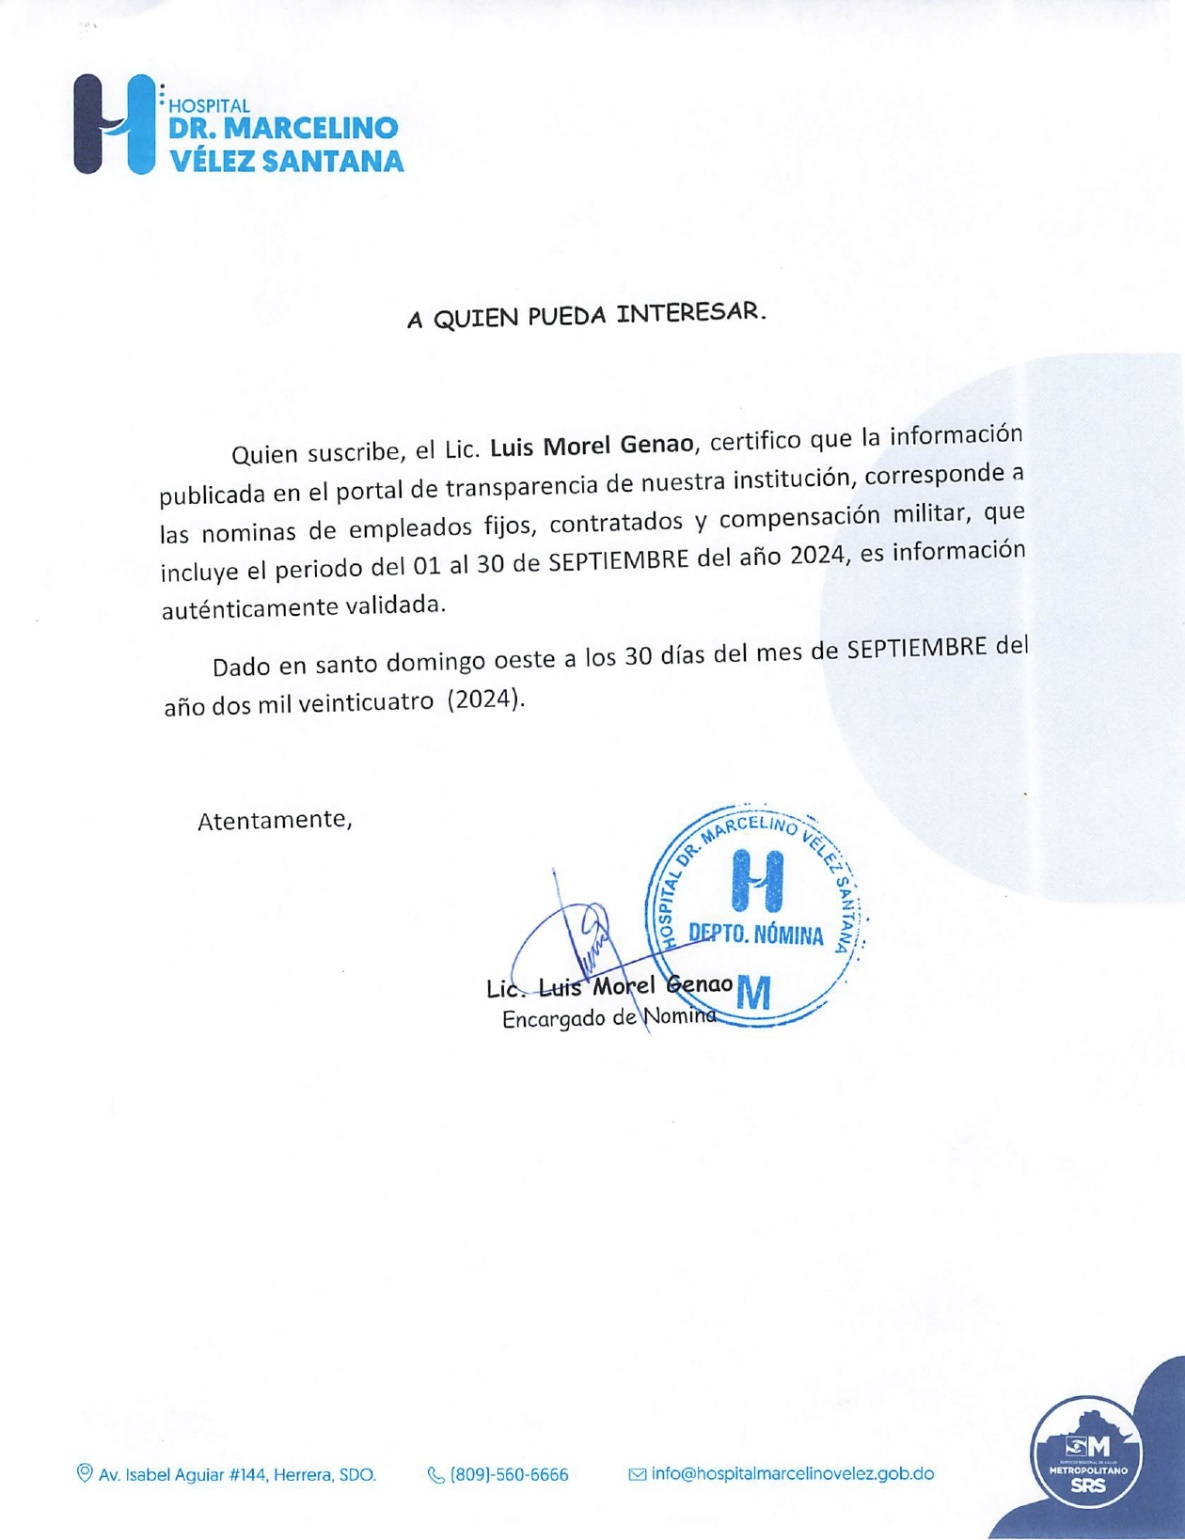 HOSPITAL
DR. MARCELINO
VÉLEZ SANTANA
A QUIEN PUEDA INTERESAR.
Quien suscribe, el Lic. Luis Morel Genao, certifico que la información
publicada en el portal de transparencia de nuestra institución, corresponde a
las nominas de empleados fijos, contratados y compensación militar, que
incluye el periodo del 01 al 30 de SEPTIEMBRE del año 2024, es información
auténticamente validada.
Dado en santo domingo oeste a los 30 días del mes de SEPTIEMBRE del
año dos mil veinticuatro (2024).
Atentamente,
HOSPITAL DR. MARCELINO VÉLEZ SANTANA
H
DEPTO. NÓMINA
M
Lic. Luis Morel Genao
Encargado de Nomina
Av. Isabel Aguiar #144, Herrera, SDO.
(809)-560-6666
info@hospitalmarcelinovelez.gob.do
M
METROPOLITANO
SRS